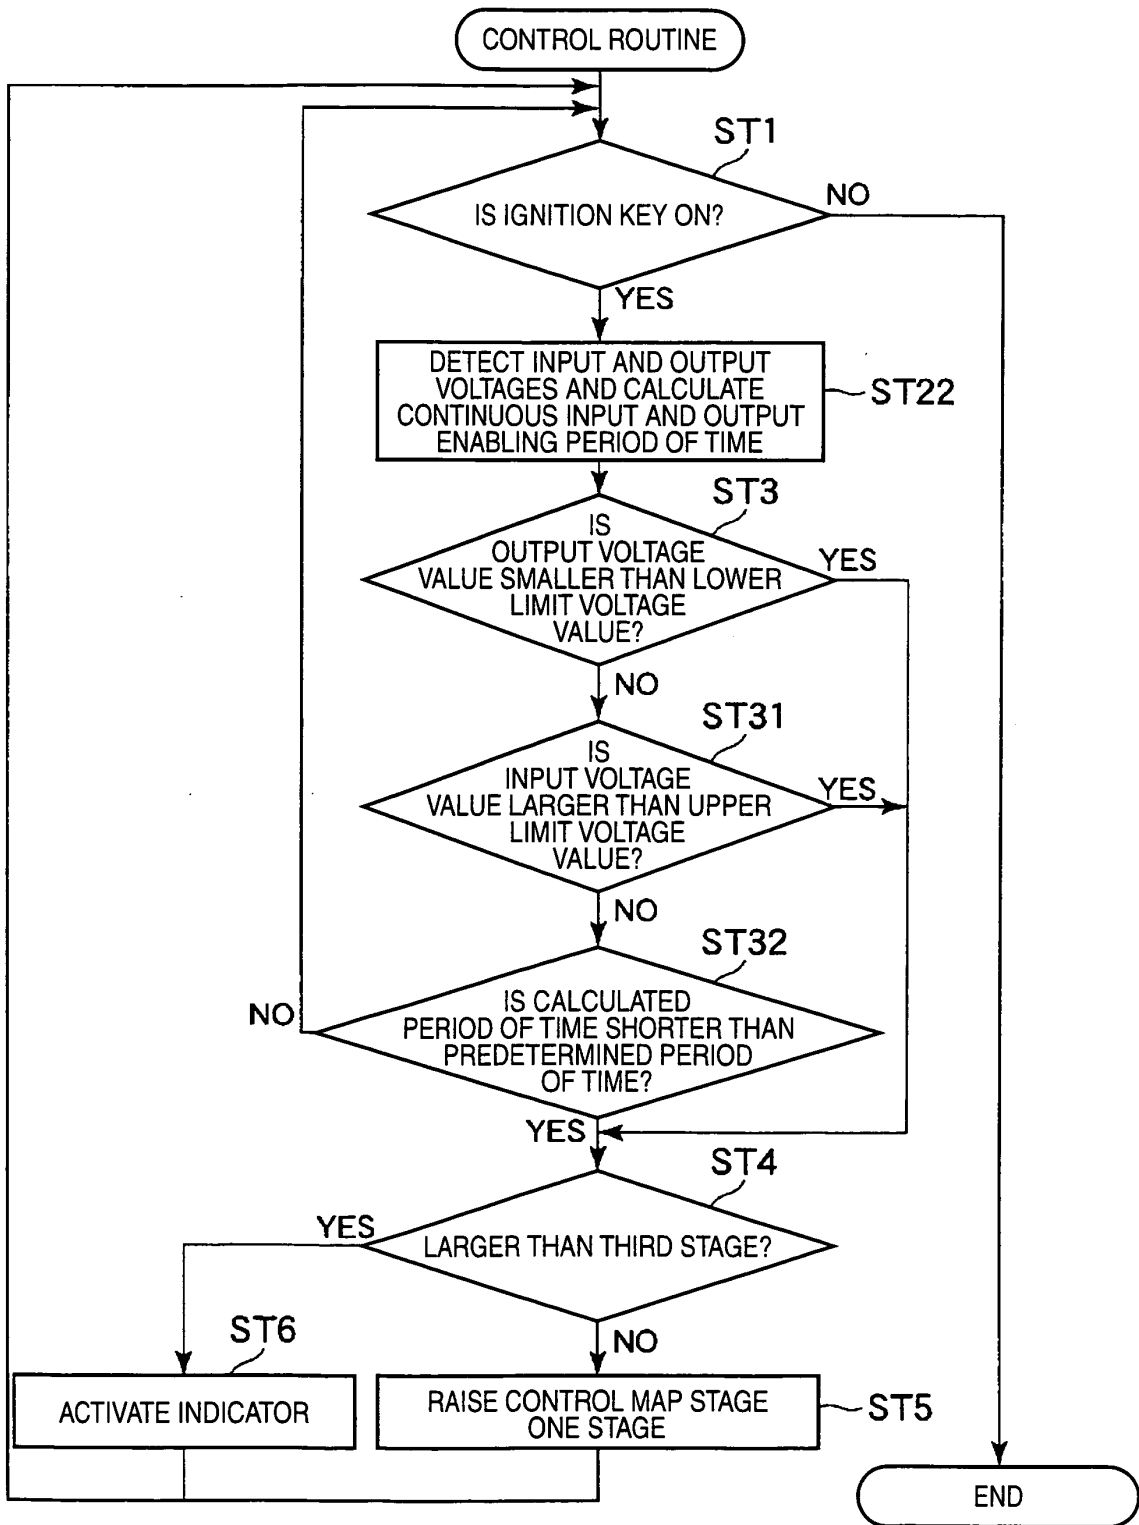 CONTROL ROUTINE
ST1
IS IGNITION KEY ON?
NO
YES
DETECT INPUT AND OUTPUT
VOLTAGES AND CALCULATE
CONTINUOUS INPUT AND OUTPUT
ENABLING PERIOD OF TIME
ST22
ST3
IS
OUTPUT VOLTAGE
VALUE SMALLER THAN LOWER
LIMIT VOLTAGE
VALUE?
YES
NO
ST31
IS
INPUT VOLTAGE
VALUE LARGER THAN UPPER
LIMIT VOLTAGE
VALUE?
YES
NO
ST32
IS CALCULATED
PERIOD OF TIME SHORTER THAN
PREDETERMINED PERIOD
OF TIME?
NO
YES
ST4
LARGER THAN THIRD STAGE?
YES
NO
ST6
ACTIVATE INDICATOR
RAISE CONTROL MAP STAGE
ONE STAGE
ST5
END